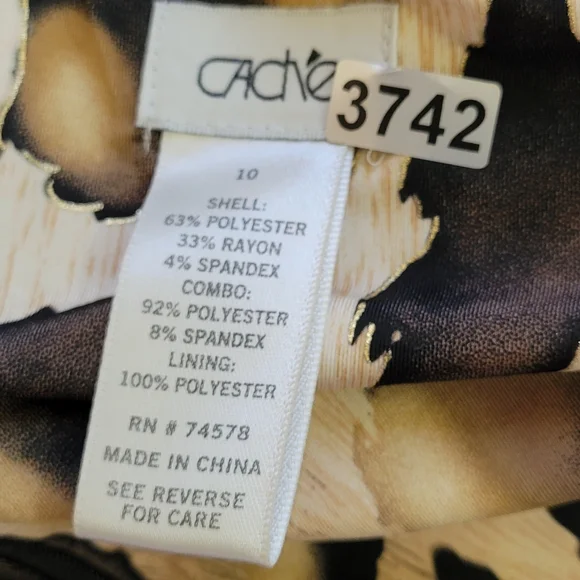 CAché
3742
10
SHELL:
63% POLYESTER
33% RAYON
4% SPANDEX
COMBO:
92% POLYESTER
8% SPANDEX
LINING:
100% POLYESTER
RN # 74578
MADE IN CHINA
SEE REVERSE
FOR CARE